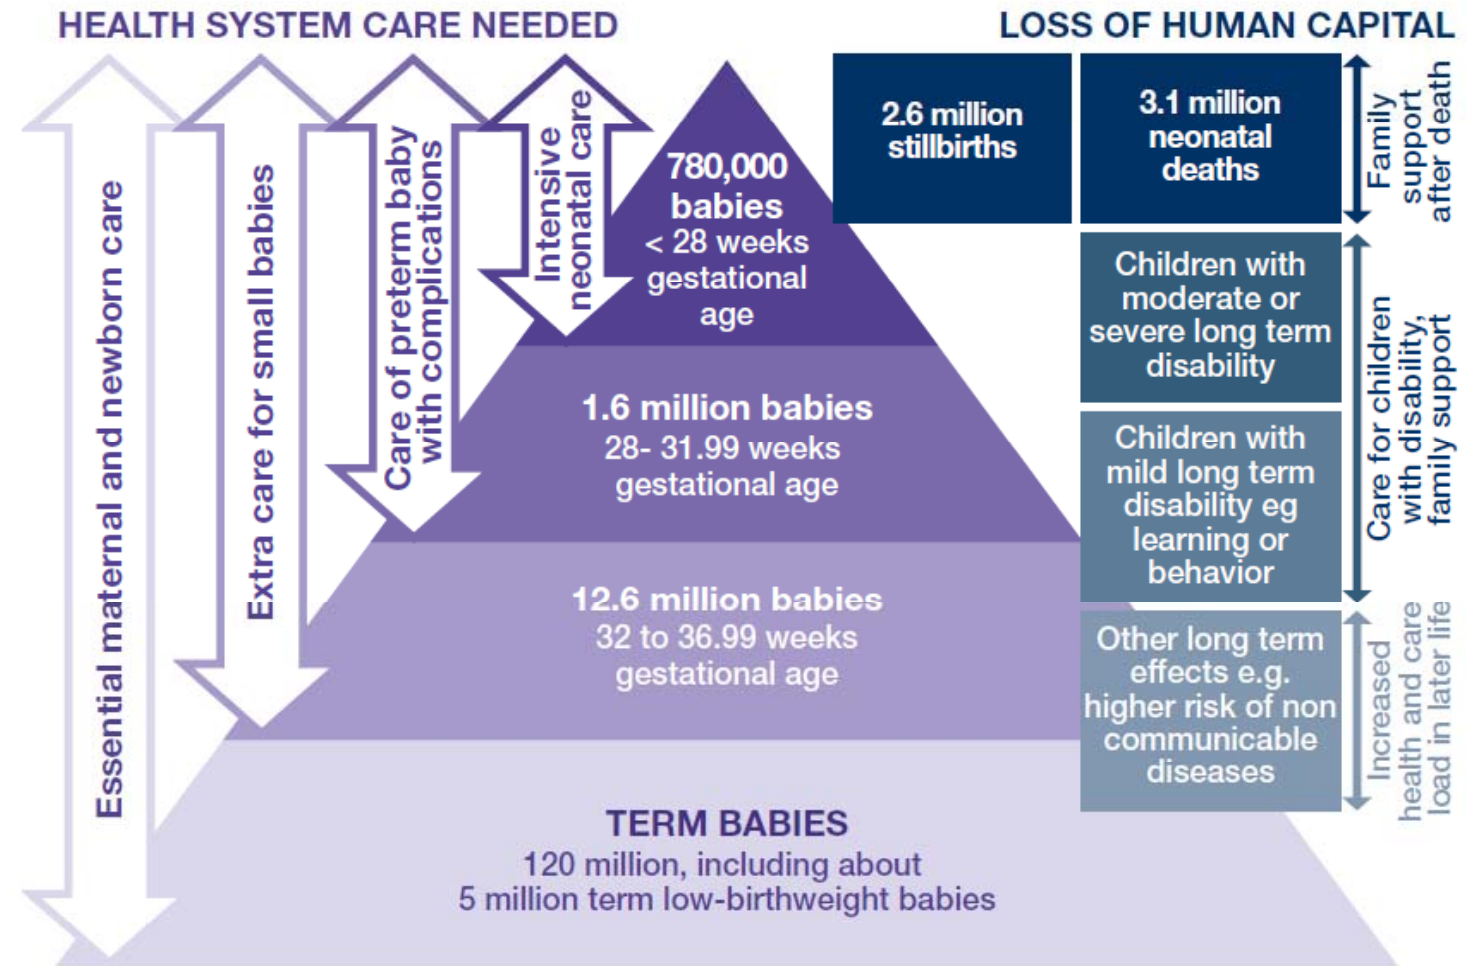 HEALTH SYSTEM CARE NEEDED
LOSS OF HUMAN CAPITAL
Essential maternal and newborn care
Extra care for small babies
Care of preterm baby
with complications
Intensive
neonatal care
780,000
babies
< 28 weeks
gestational
age
1.6 million babies
28- 31.99 weeks
gestational age
12.6 million babies
32 to 36.99 weeks
gestational age
TERM BABIES
120 million, including about
5 million term low-birthweight babies
2.6 million
stillbirths
3.1 million
neonatal
deaths
Family
support
after death
Children with
moderate or
severe long term
disability
Children with
mild long term
disability eg
learning or
behavior
Care for children
with disability,
family support
Other long term
effects e.g.
higher risk of non
communicable
diseases
Increased
health and care
load in later life